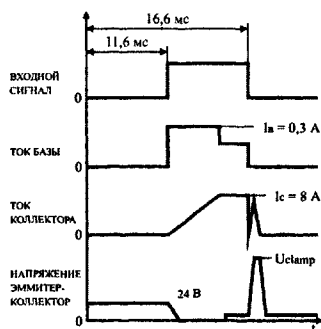 16,6 мс
11,6 мс
ВХОДНОЙ
СИГНАЛ
0
Iв = 0,3 А
ТОК БАЗЫ
0
ТОК
КОЛЛЕКТОРА
Iс = 8 А
0
НАПРЯЖЕНИЕ
ЭММИТЕР-
КОЛЛЕКТОР
24 В
Uclamp
0